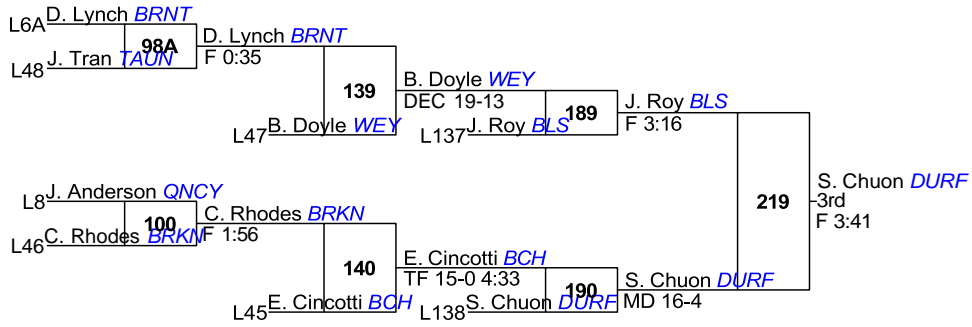 L6A D. Lynch BRNT
98A
L48 J. Tran TAUN
D. Lynch BRNT
F 0:35
139
L47 B. Doyle WEY
B. Doyle WEY
DEC 19-13
189
L137 J. Roy BLS
J. Roy BLS
F 3:16
L8 J. Anderson QNCY
100
L46 C. Rhodes BRKN
C. Rhodes BRKN
F 1:56
140
L45 E. Cincotti BCH
E. Cincotti BCH
TF 15-0 4:33
190
L138 S. Chuon DURF
S. Chuon DURF
MD 16-4
219
S. Chuon DURF
3rd
F 3:41